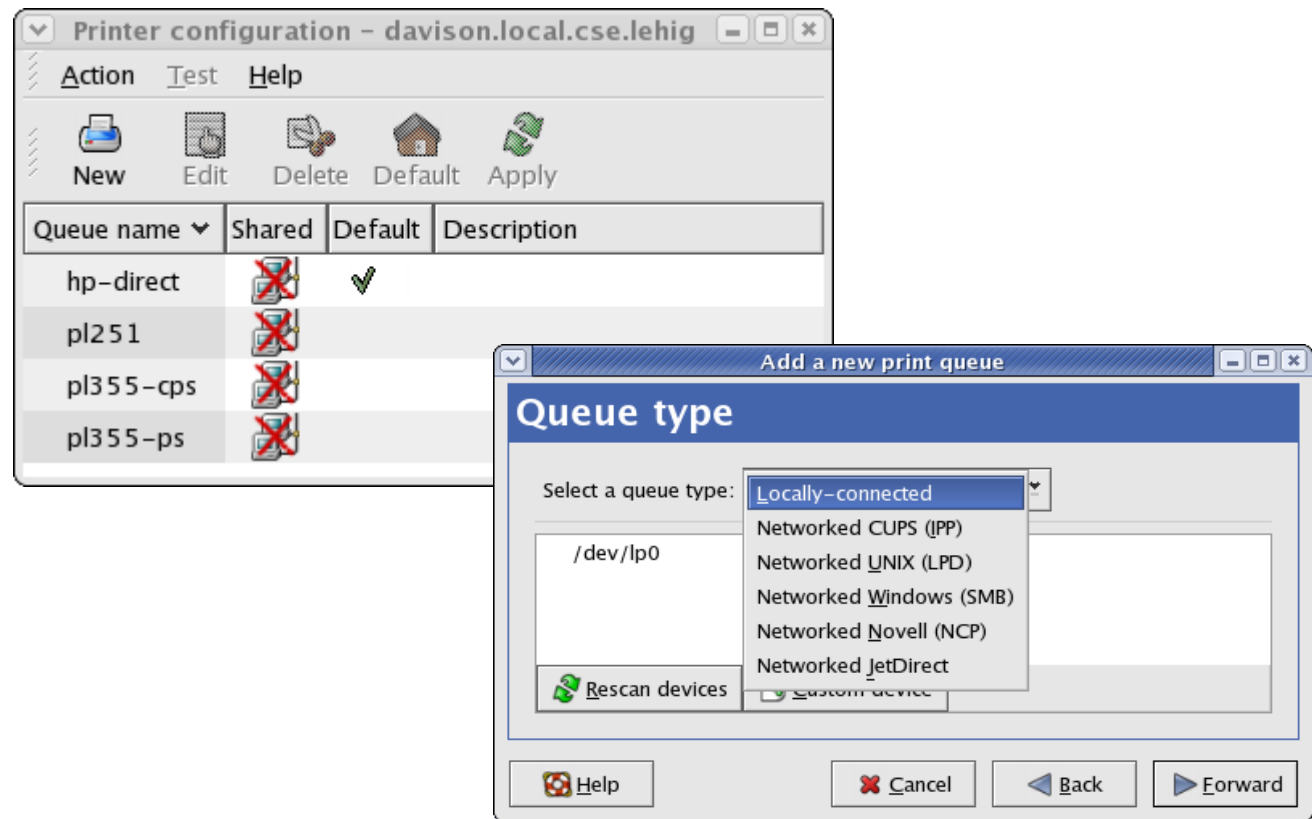 Printer configuration – davison.local.cse.lehig
Action Test Help
New Edit Delete Default Apply
Queue name Shared Default Description
hp–direct
pl251
pl355–cps
pl355–ps
Add a new print queue
Queue type
Select a queue type:
Locally–connected
Networked CUPS (IPP)
Networked UNIX (LPD)
Networked Windows (SMB)
Networked Novell (NCP)
Networked JetDirect
/dev/lp0
Rescan devices Custom device
Help Cancel Back Forward